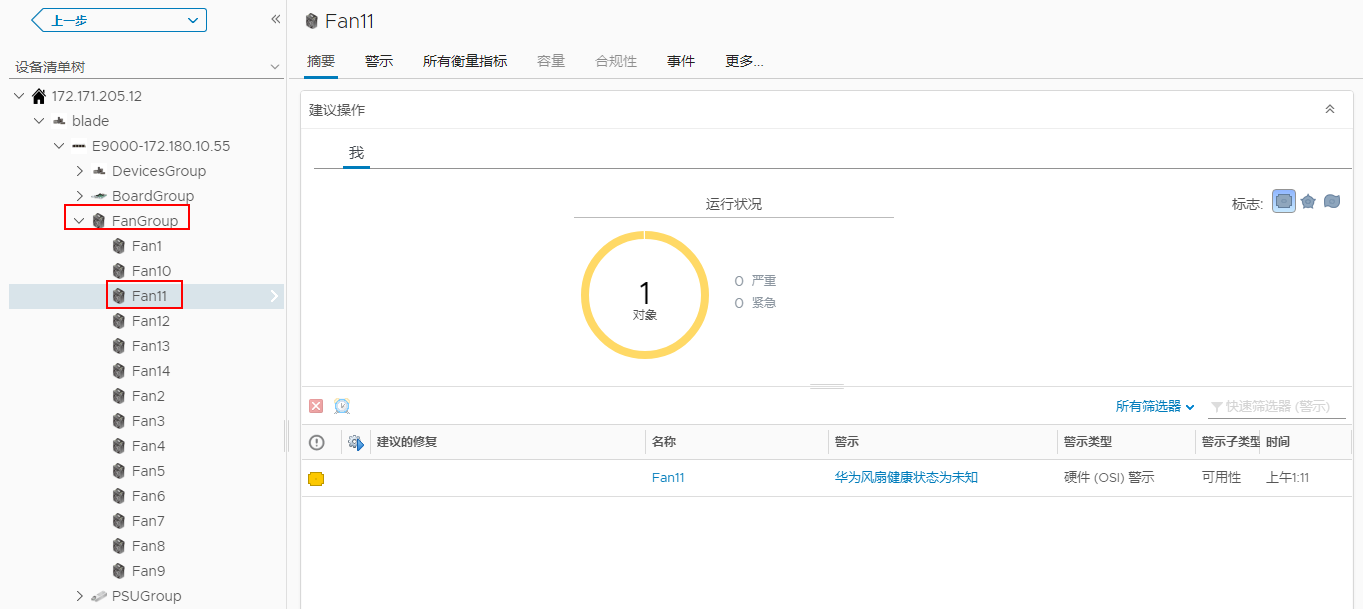 上一步
设备清单树
172.171.205.12
blade
E9000-172.180.10.55
DevicesGroup
BoardGroup
FanGroup
Fan1
Fan10
Fan11
Fan12
Fan13
Fan14
Fan2
Fan3
Fan4
Fan5
Fan6
Fan7
Fan8
Fan9
PSUGroup
Fan11
摘要 警示 所有衡量指标 容量 合规性 事件 更多...
建议操作
我
运行状况
标志:
1
对象
0 严重
0 紧急
所有筛选器 快速筛选器 (警示)
建议的修复 名称 警示 警示类型 警示子类型 时间
Fan11 华为风扇健康状态为未知 硬件 (OSI) 警示 可用性 上午1:11